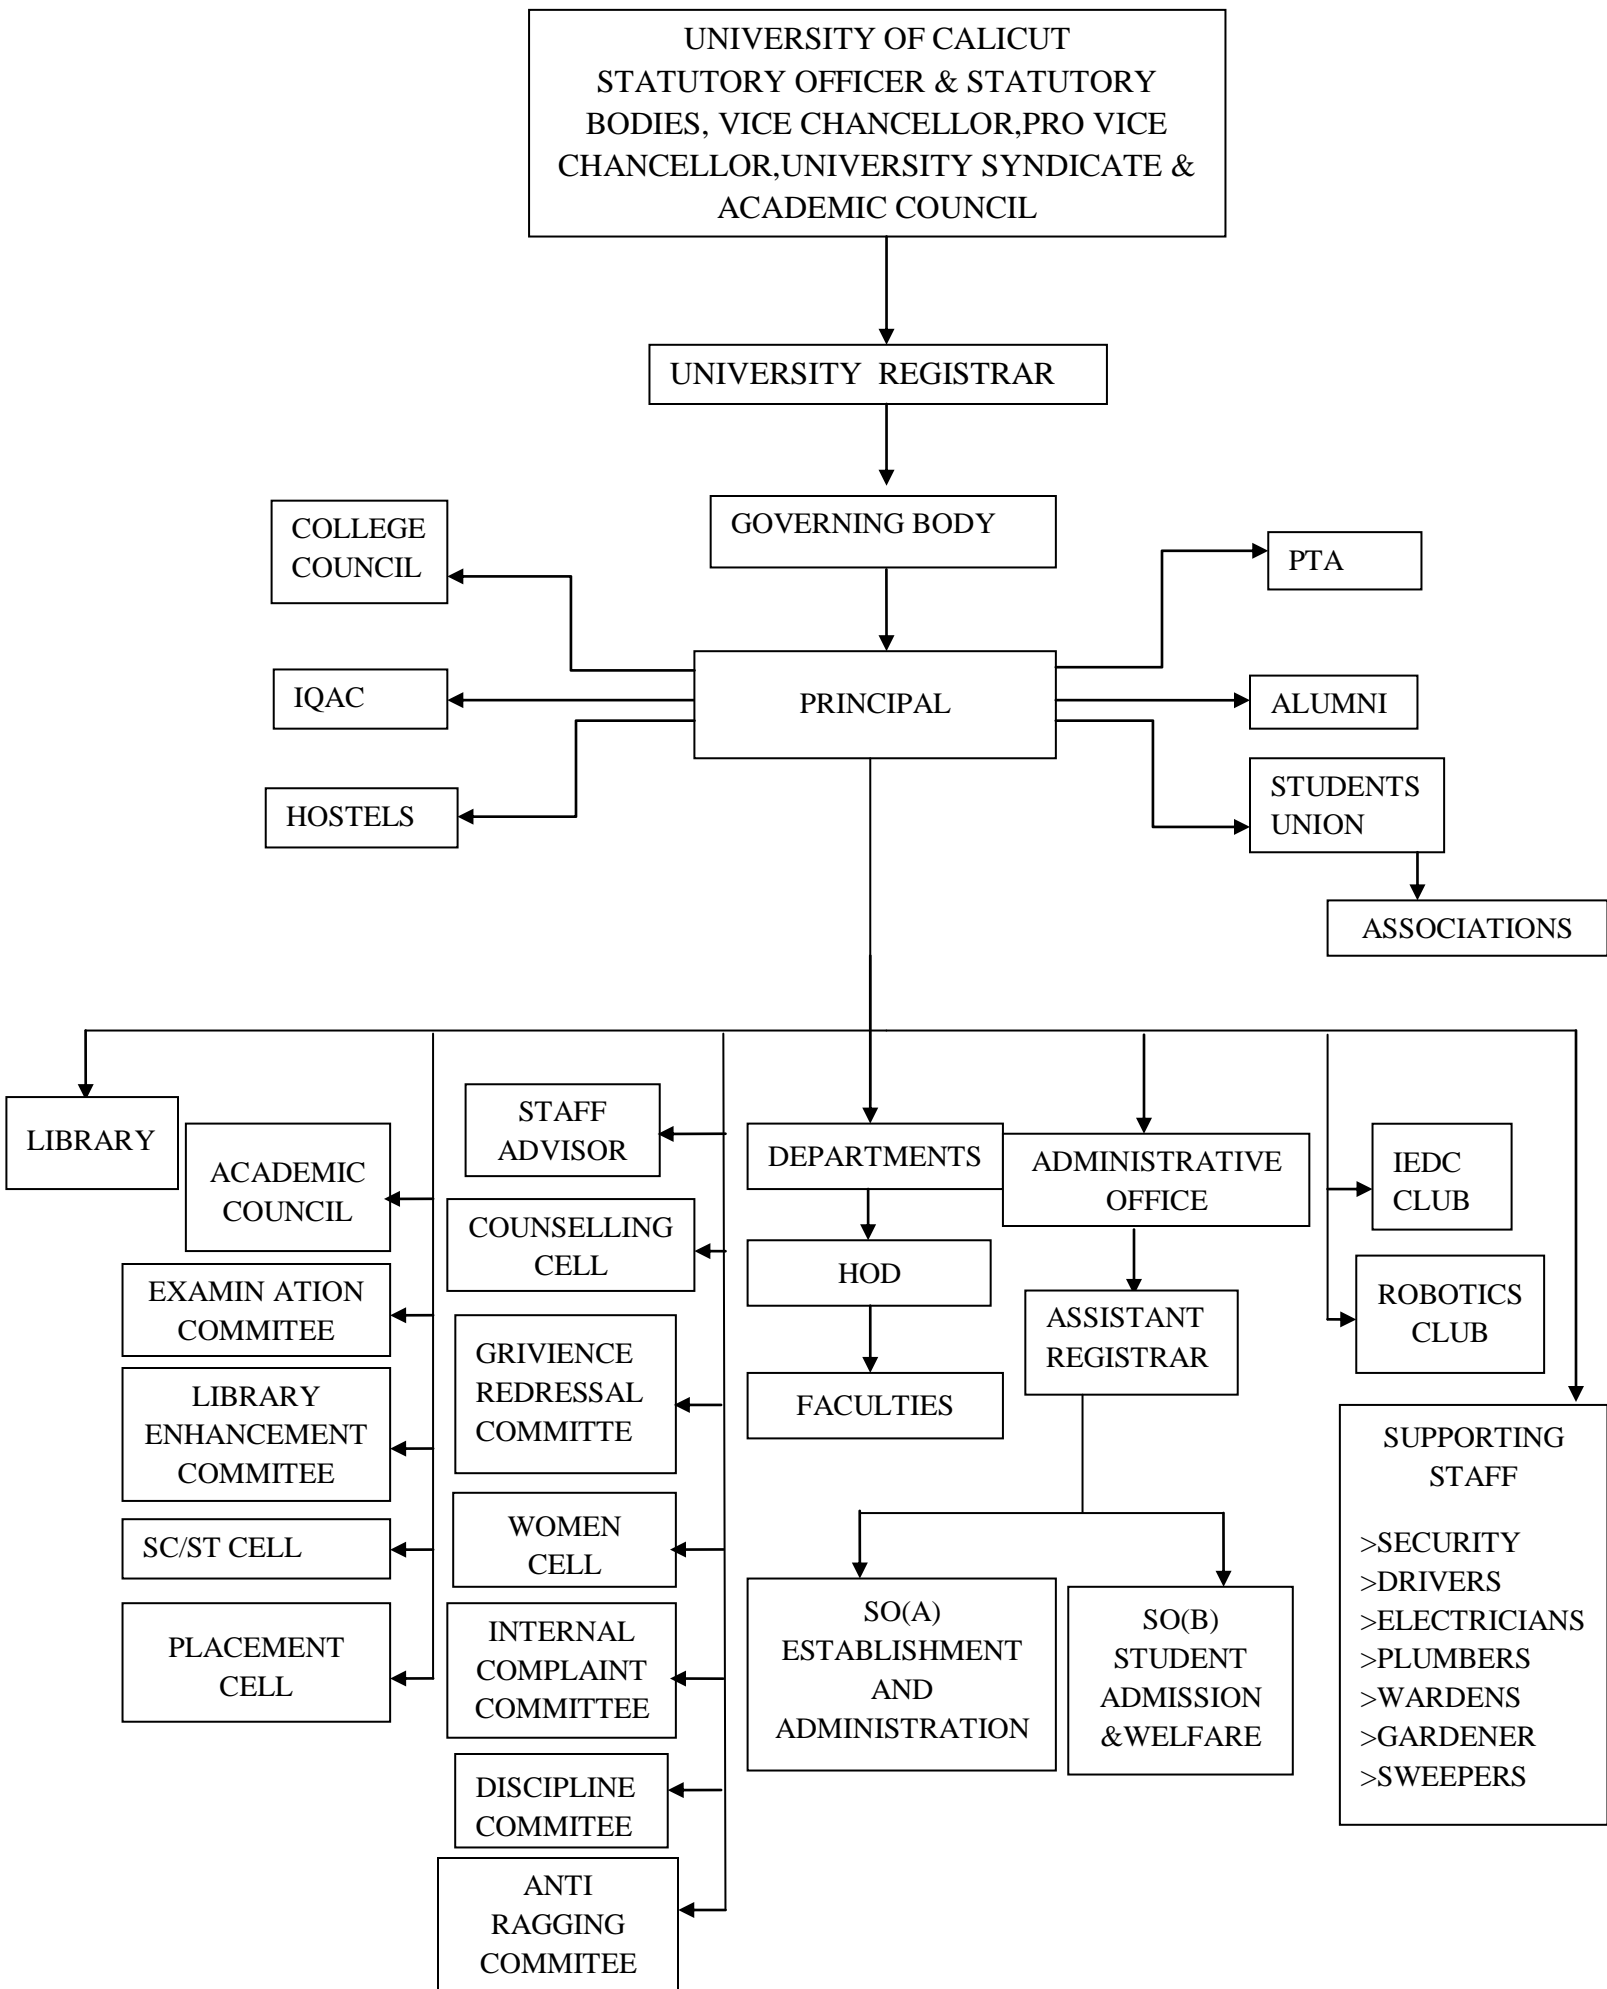 UNIVERSITY OF CALICUT
STATUTORY OFFICER & STATUTORY
BODIES, VICE CHANCELLOR,PRO VICE
CHANCELLOR,UNIVERSITY SYNDICATE &
ACADEMIC COUNCIL
UNIVERSITY REGISTRAR
GOVERNING BODY
COLLEGE
COUNCIL
PTA
IQAC
PRINCIPAL
ALUMNI
HOSTELS
STUDENTS
UNION
ASSOCIATIONS
LIBRARY
ACADEMIC
COUNCIL
EXAMIN ATION
COMMITEE
LIBRARY
ENHANCEMENT
COMMITEE
SC/ST CELL
PLACEMENT
CELL
STAFF
ADVISOR
COUNSELLING
CELL
GRIVIENCE
REDRESSAL
COMMITTE
WOMEN
CELL
INTERNAL
COMPLAINT
COMMITTEE
DISCIPLINE
COMMITEE
ANTI
RAGGING
COMMITEE
DEPARTMENTS
HOD
FACULTIES
ADMINISTRATIVE
OFFICE
ASSISTANT
REGISTRAR
SO(A)
ESTABLISHMENT
AND
ADMINISTRATION
SO(B)
STUDENT
ADMISSION
&WELFARE
IEDC
CLUB
ROBOTICS
CLUB
SUPPORTING
STAFF
>SECURITY
>DRIVERS
>ELECTRICIANS
>PLUMBERS
>WARDENS
>GARDENER
>SWEEPERS